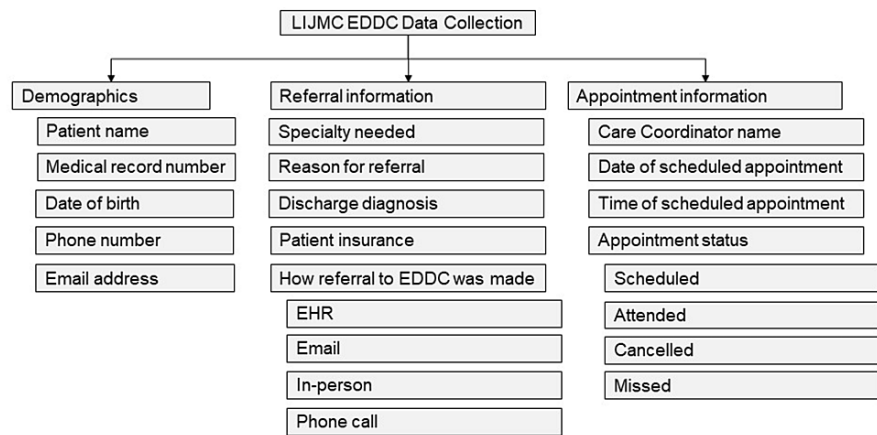 LIJMC EDDC Data Collection
Demographics
Patient name
Medical record number
Date of birth
Phone number
Email address
Referral information
Specialty needed
Reason for referral
Discharge diagnosis
Patient insurance
How referral to EDDC was made
EHR
Email
In-person
Phone call
Appointment information
Care Coordinator name
Date of scheduled appointment
Time of scheduled appointment
Appointment status
Scheduled
Attended
Cancelled
Missed